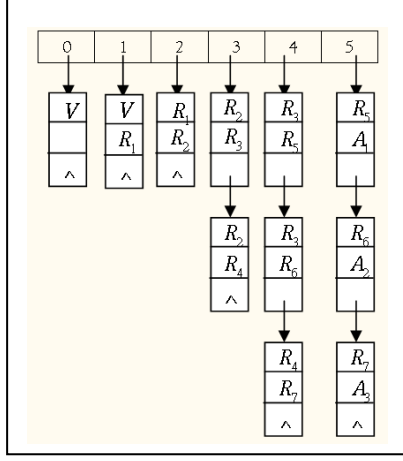 0 1 2 3 4 5
V V R₁ R₂ R₃ R₅
R₁ R₂ R₃ R₅ A₁
^ ^ ^
R₂ R₃ R₆
R₄ R₆ A₂
^
R₄ R₇
R₇ A₃
^ ^